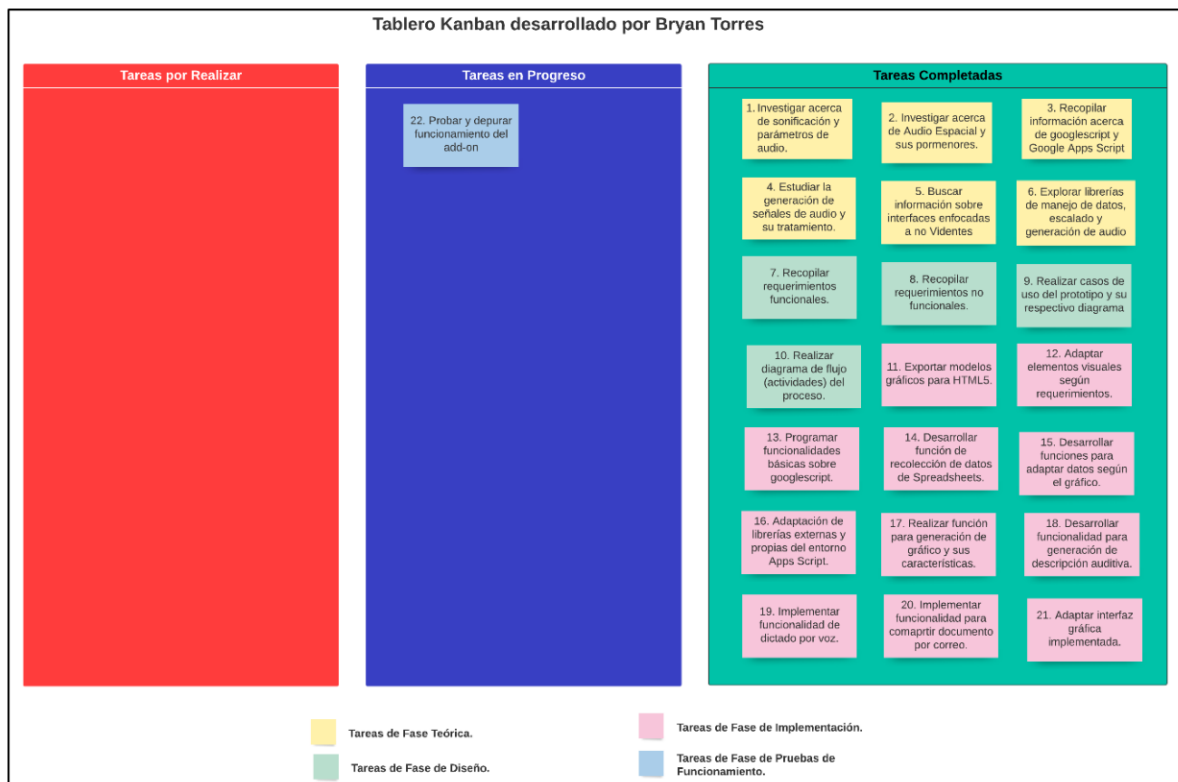 Tablero Kanban desarrollado por Bryan Torres
Tareas por Realizar
Tareas en Progreso
22. Probar y depurar
funcionamiento del
add-on
Tareas Completadas
1. Investigar acerca
de sonificación y
parámetros de
audio.
2. Investigar acerca
de Audio Espacial y
sus pormenores.
3. Recopilar
información acerca
de googlescript y
Google Apps Script
4. Estudiar la
generación de
señales de audio y
su tratamiento.
5. Buscar
información sobre
interfaces enfocadas
a no Videntes
6. Explorar librerías
de manejo de datos,
escalado y
generación de audio
7. Recopilar
requerimientos
funcionales.
8. Recopilar
requerimientos no
funcionales.
9. Realizar casos de
uso del prototipo y su
respectivo diagrama
10. Realizar
diagrama de flujo
(actividades) del
proceso.
11. Exportar modelos
gráficos para HTML5.
12. Adaptar
elementos visuales
según
requerimientos.
13. Programar
funcionalidades
básicas sobre
googlescript.
14. Desarrollar
función de
recolección de datos
de Spreadsheets.
15. Desarrollar
funciones para
adaptar datos según
el gráfico.
16. Adaptación de
librerías externas y
propias del entorno
Apps Script.
17. Realizar función
para generación de
gráfico y sus
características.
18. Desarrollar
funcionalidad para
generación de
descripción auditiva.
19. Implementar
funcionalidad de
dictado por voz.
20. Implementar
funcionalidad para
comaprtir documento
por correo.
21. Adaptar interfaz
gráfica
implementada.
Tareas de Fase Teórica.
Tareas de Fase de Diseño.
Tareas de Fase de Implementación.
Tareas de Fase de Pruebas de
Funcionamiento.